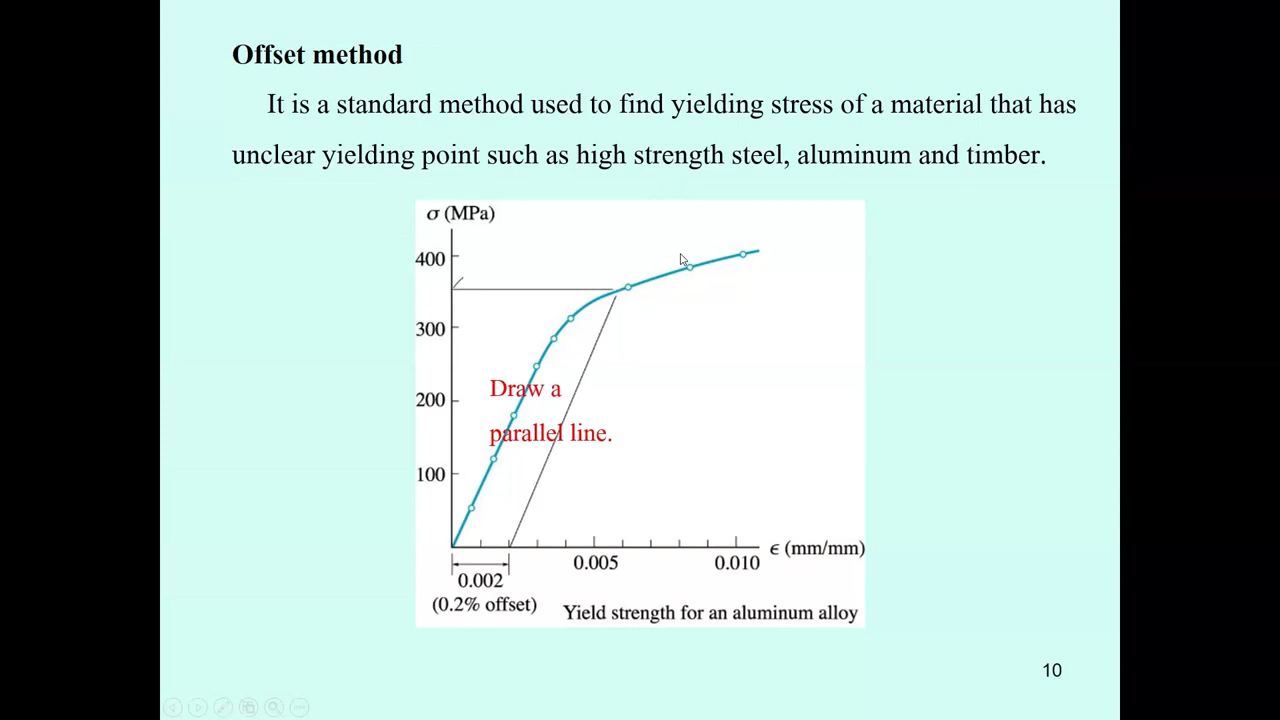 Offset method
It is a standard method used to find yielding stress of a material that has
unclear yielding point such as high strength steel, aluminum and timber.
σ (MPa)
400
300
Draw a
200
parallel line.
100
ϵ (mm/mm)
0.005
0.010
0.002
(0.2% offset)
Yield strength for an aluminum alloy
10